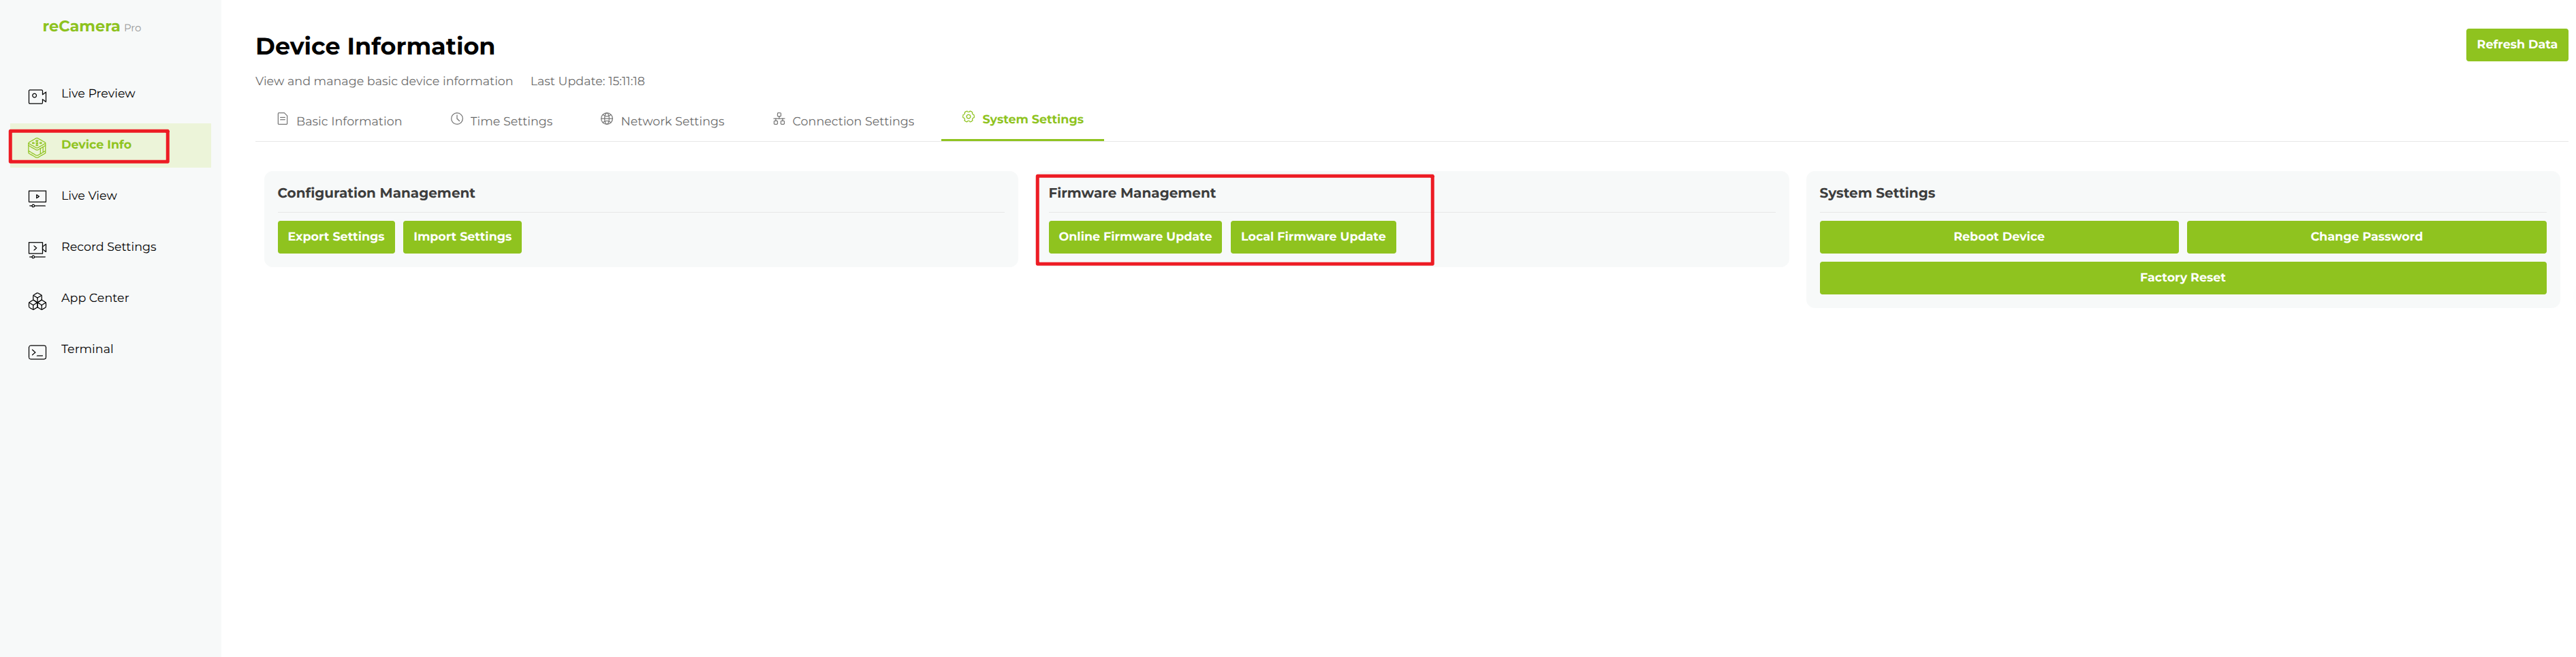 reCamera Pro
Live Preview
Device Info
Live View
Record Settings
App Center
Terminal
Device Information
Refresh Data
View and manage basic device information Last Update: 15:11:18
Basic Information Time Settings Network Settings Connection Settings System Settings
Configuration Management
Export Settings Import Settings
Firmware Management
Online Firmware Update Local Firmware Update
System Settings
Reboot Device Change Password
Factory Reset